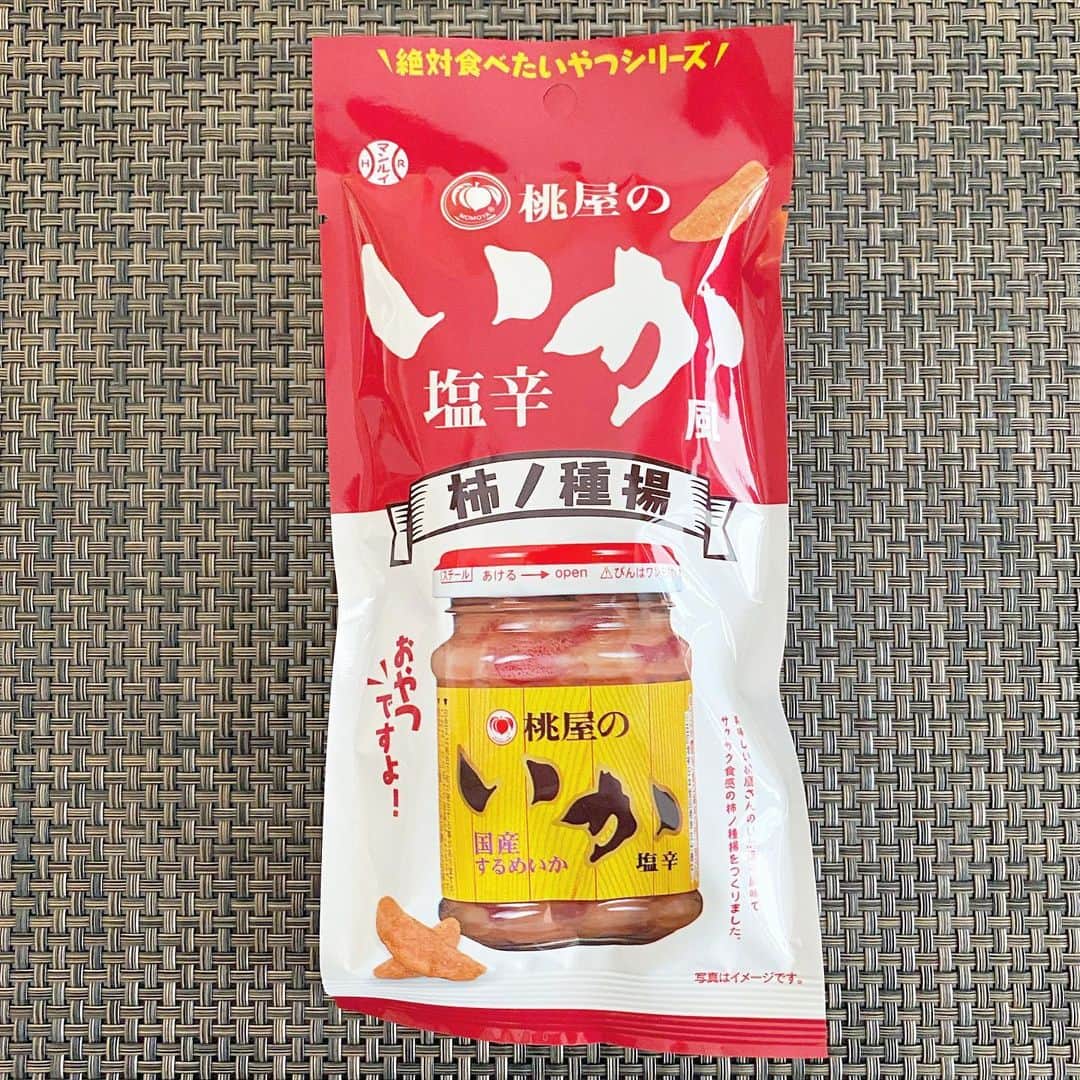 絶対食べたいやつシリーズ
マンルイ
H R
MOMOYA
桃屋の
いか
塩辛
風
柿ノ種揚
あける→open
桃屋の
いか
国産
するめいか
塩辛
おやつ
ですよ!
サクック食感の柿ノ種揚をつくりました。
写真はイメージです。